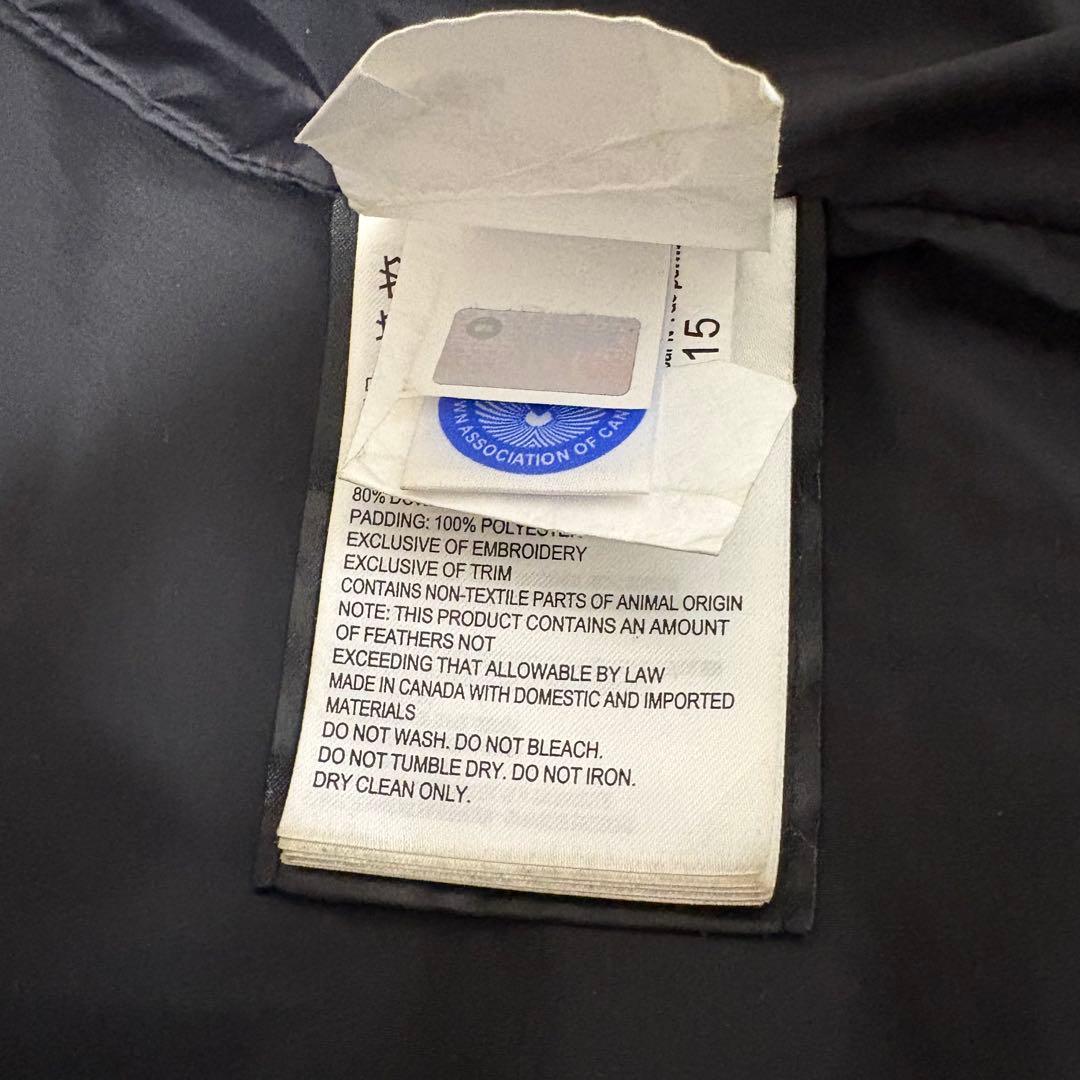 15
ASSOCIATION OF CAN
80%
PADDING: 100% POLYESTER
EXCLUSIVE OF EMBROIDERY
EXCLUSIVE OF TRIM
CONTAINS NON-TEXTILE PARTS OF ANIMAL ORIGIN
NOTE: THIS PRODUCT CONTAINS AN AMOUNT
OF FEATHERS NOT
EXCEEDING THAT ALLOWABLE BY LAW
MADE IN CANADA WITH DOMESTIC AND IMPORTED
MATERIALS
DO NOT WASH. DO NOT BLEACH.
DO NOT TUMBLE DRY. DO NOT IRON.
DRY CLEAN ONLY.